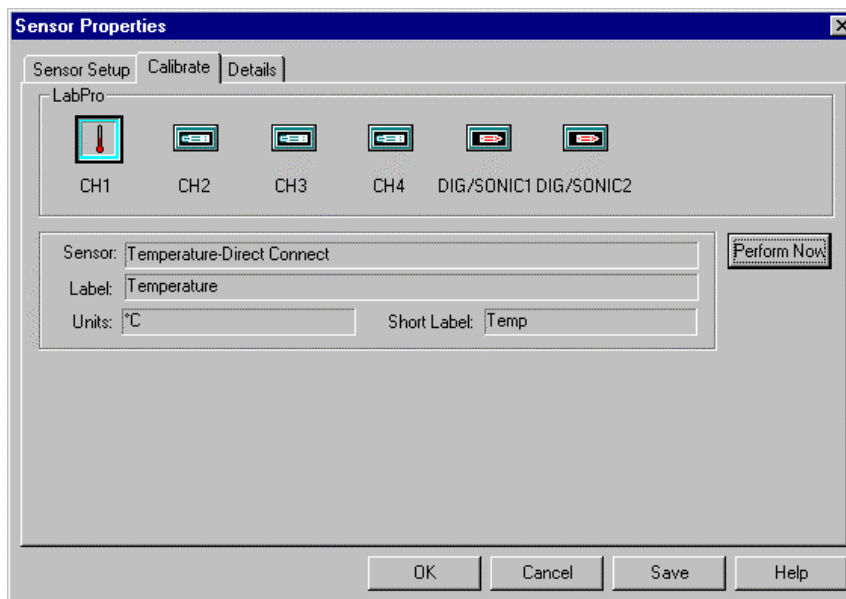 Sensor Properties
Sensor Setup Calibrate Details
LabPro
CH1 CH2 CH3 CH4 DIG/SONIC1 DIG/SONIC2
Sensor: Temperature-Direct Connect
Perform Now
Label: Temperature
Units: °C Short Label: Temp
OK Cancel Save Help